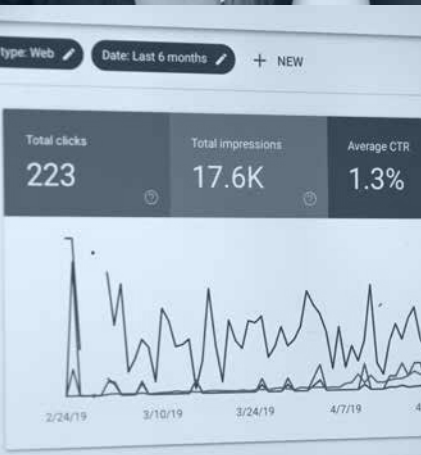 type: Web
Date: Last 6 months
+ NEW
Total clicks
Total impressions
Average CTR
223
17.6K
1.3%
2/24/19
3/10/19
3/24/19
4/7/19
4